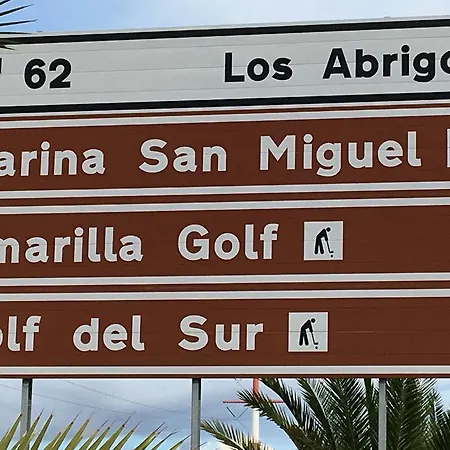 62 Los Abrigo
arina San Miguel
marilla Golf
olf del Sur